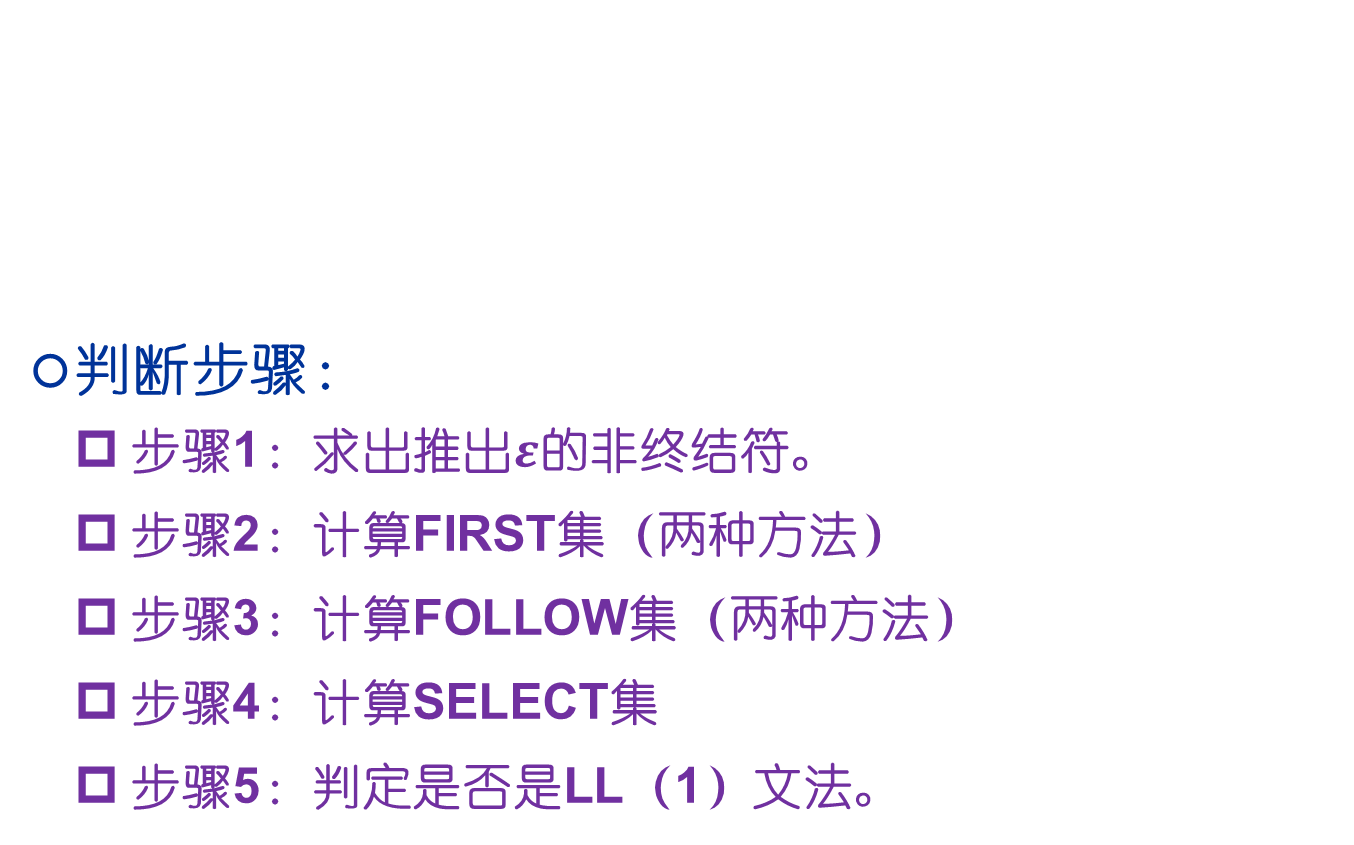 判断步骤：
步骤1：求出推出ε的非终结符。
步骤2：计算FIRST集（两种方法）
步骤3：计算FOLLOW集（两种方法）
步骤4：计算SELECT集
步骤5：判定是否是LL（1）文法。